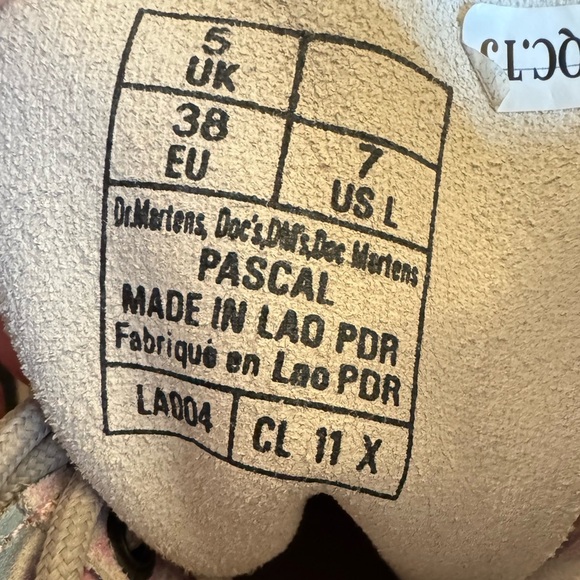 5
UK
38
EU
7
US L
Dr.Martens, Doc's,DM's,Doc Martens
PASCAL
MADE IN LAO PDR
Fabriqué en Lao PDR
LA004
CL 11 X